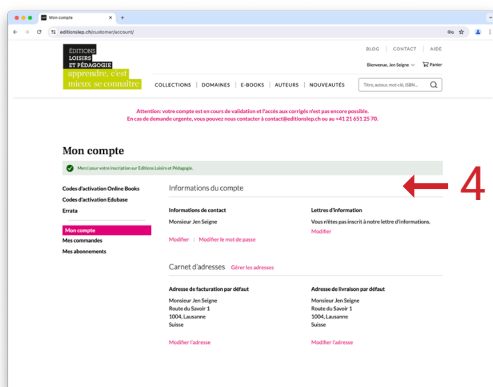 Mon compte
editionslep.ch/customer/account/
ÉDITIONS
LOISIRS
ET PÉDAGOGIE
apprendre, c'est
mieux se connaître
BLOG | CONTACT | AIDE
Bienvenue, Jen Seigne
Panier
COLLECTIONS | DOMAINES | E-BOOKS | AUTEURS | NOUVEAUTÉS
Titre, auteur, mot-clé, ISBN...
Attention: votre compte est en cours de validation et l'accès aux corrigés n'est pas encore possible.
En cas de demande urgente, vous pouvez nous contacter à contact@editionslep.ch ou au +41 21 651 25 70.
Mon compte
Merci pour votre inscription sur Editions Loisirs et Pédagogie.
Codes d'activation Online Books
Codes d'activation Edubase
Errata
Mon compte
Mes commandes
Mes abonnements
Informations du compte
4
Informations de contact
Monsieur Jen Seigne
Modifier | Modifier le mot de passe
Lettres d'information
Vous n'êtes pas inscrit à notre lettre d'informations.
Modifier
Carnet d'adresses Gérer les adresses
Adresse de facturation par défaut
Monsieur Jen Seigne
Route du Savoir 1
1004, Lausanne
Suisse
Modifier l'adresse
Adresse de livraison par défaut
Monsieur Jen Seigne
Route du Savoir 1
1004, Lausanne
Suisse
Modifier l'adresse